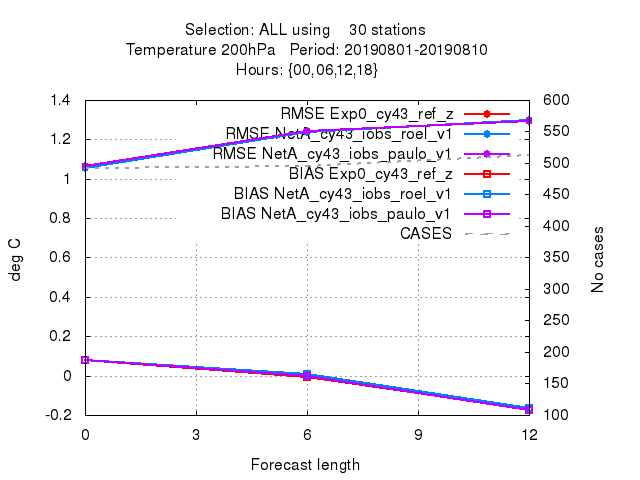 Selection: ALL using 30 stations
Temperature 200hPa Period: 20190801-20190810
Hours: {00,06,12,18}
RMSE Exp0_cy43_ref_z
RMSE NetA_cy43_iobs_roel_v1
RMSE NetA_cy43_iobs_paulo_v1
BIAS Exp0_cy43_ref_z
BIAS NetA_cy43_iobs_roel_v1
BIAS NetA_cy43_iobs_paulo_v1
CASES
deg C
1.4
1.2
1
0.8
0.6
0.4
0.2
0
-0.2
600
550
500
450
400
350
300
250
200
150
100
No cases
0 3 6 9 12
Forecast length